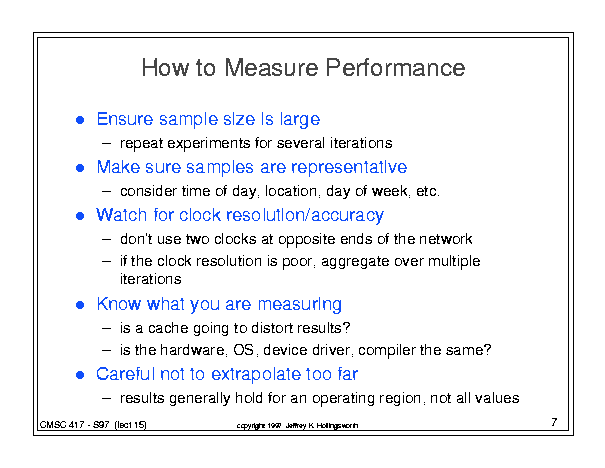 How to Measure Performance
● Ensure sample size is large
– repeat experiments for several iterations
● Make sure samples are representative
– consider time of day, location, day of week, etc.
● Watch for clock resolution/accuracy
– don't use two clocks at opposite ends of the network
– if the clock resolution is poor, aggregate over multiple
iterations
● Know what you are measuring
– is a cache going to distort results?
– is the hardware, OS, device driver, compiler the same?
● Careful not to extrapolate too far
– results generally hold for an operating region, not all values
CMSC 417 - S97 (lect 15)
copyright 1997 Jeffrey K. Hollingsworth
7